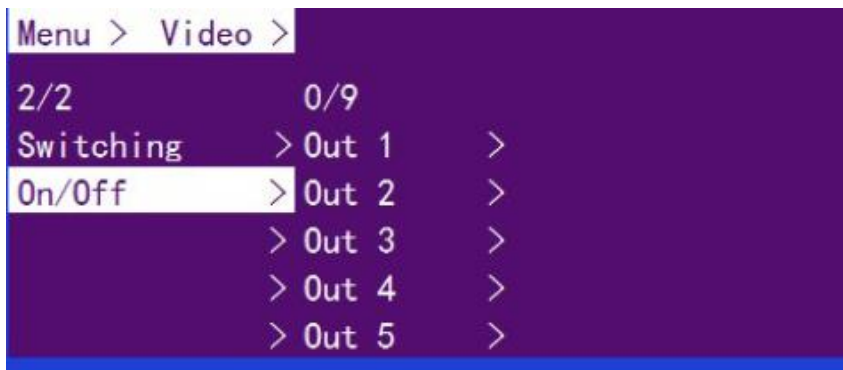 Menu > Video >
2/2 0/9
Switching > Out 1 >
On/Off > Out 2 >
> Out 3 >
> Out 4 >
> Out 5 >